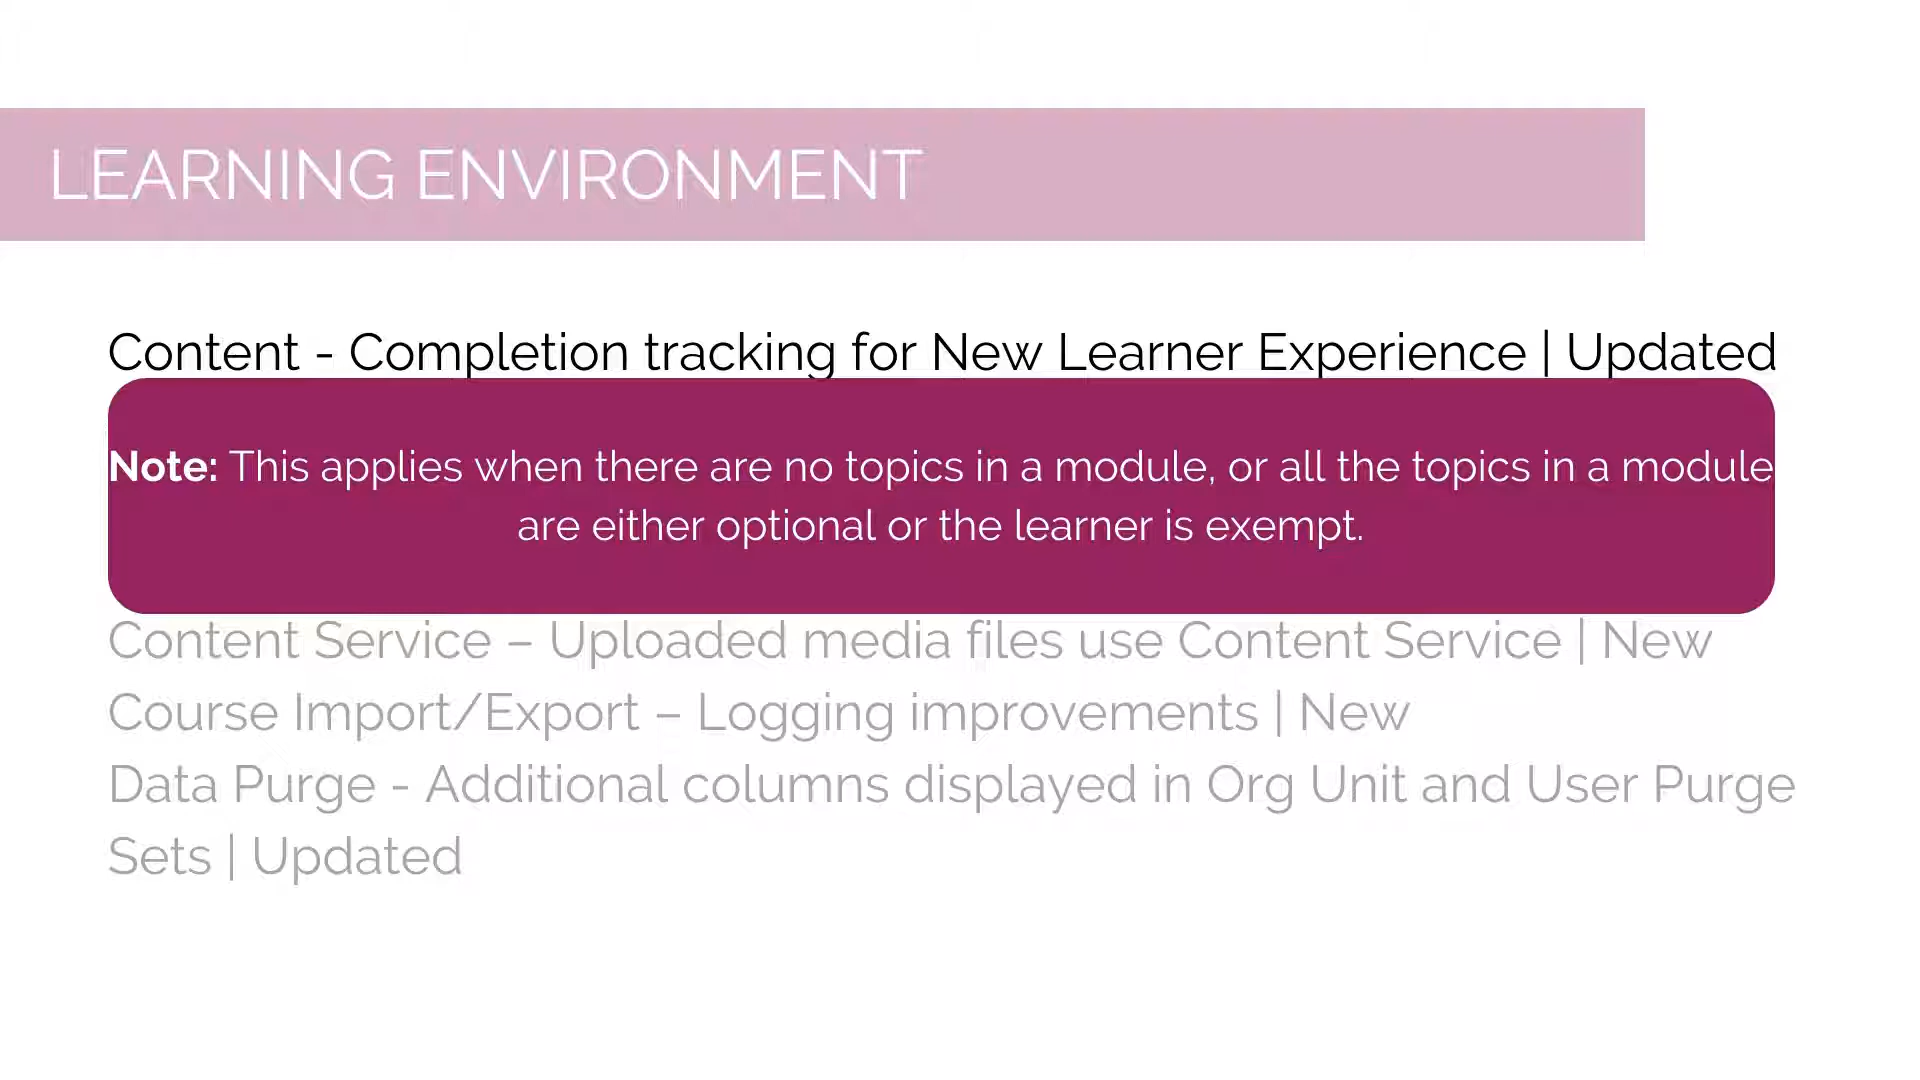 LEARNING ENVIRONMENT
Content - Completion tracking for New Learner Experience | Updated
Note: This applies when there are no topics in a module, or all the topics in a module
are either optional or the learner is exempt.
Content Service – Uploaded media files use Content Service | New
Course Import/Export – Logging improvements | New
Data Purge - Additional columns displayed in Org Unit and User Purge
Sets | Updated